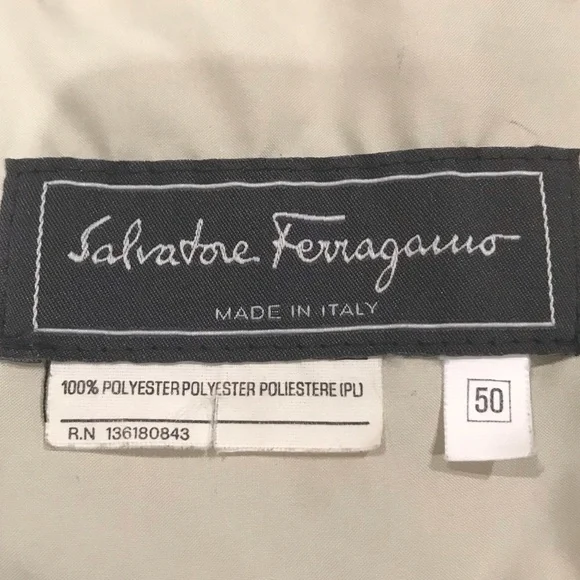 Salvatore Ferragamo
MADE IN ITALY
100% POLYESTER POLYESTER POLIESTERE (PL)
R.N 136180843
50